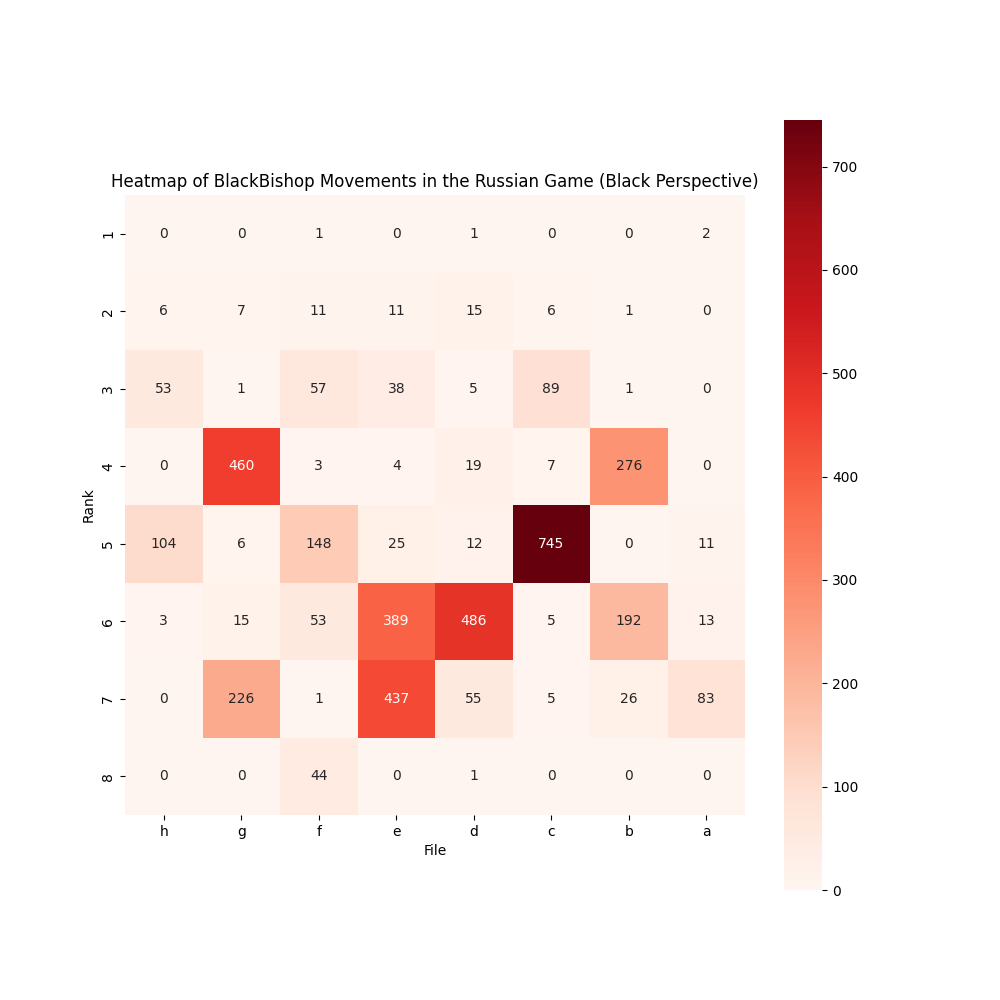 Heatmap of BlackBishop Movements in the Russian Game (Black Perspective)
700
600
500
400
300
200
100
0
Rank
1 0 0 1 0 1 0 0 2
2 6 7 11 11 15 6 1 0
3 53 1 57 38 5 89 1 0
4 0 460 3 4 19 7 276 0
5 104 6 148 25 12 745 0 11
6 3 15 53 389 486 5 192 13
7 0 226 1 437 55 5 26 83
8 0 0 44 0 1 0 0 0
h g f e d c b a
File